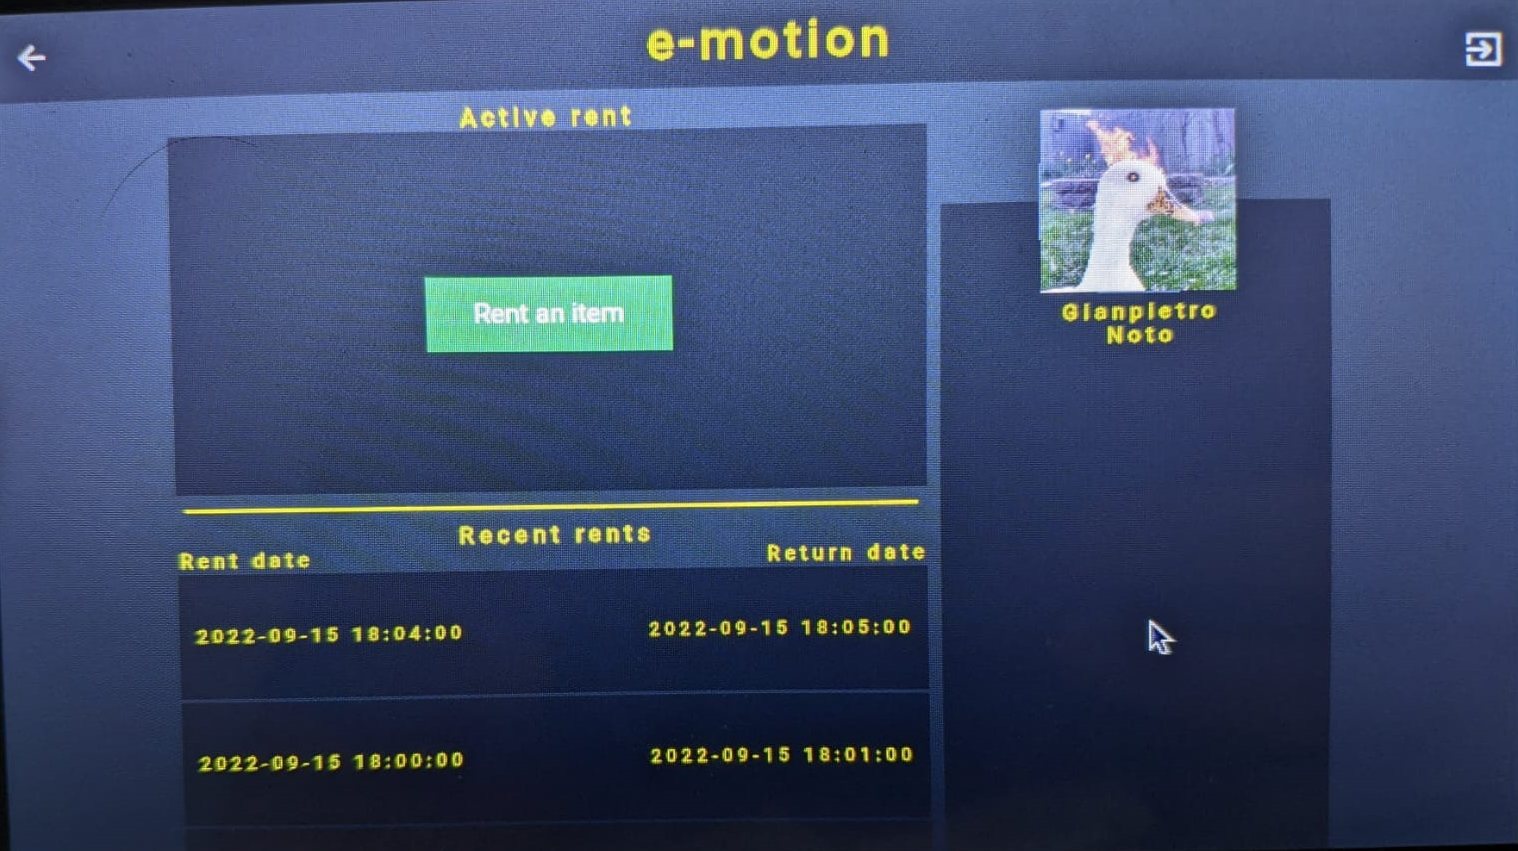 e-motion
Active rent
Rent an item
Gianpietro
Noto
Recent rents
Rent date
Return date
2022-09-15 18:04:00
2022-09-15 18:05:00
2022-09-15 18:00:00
2022-09-15 18:01:00